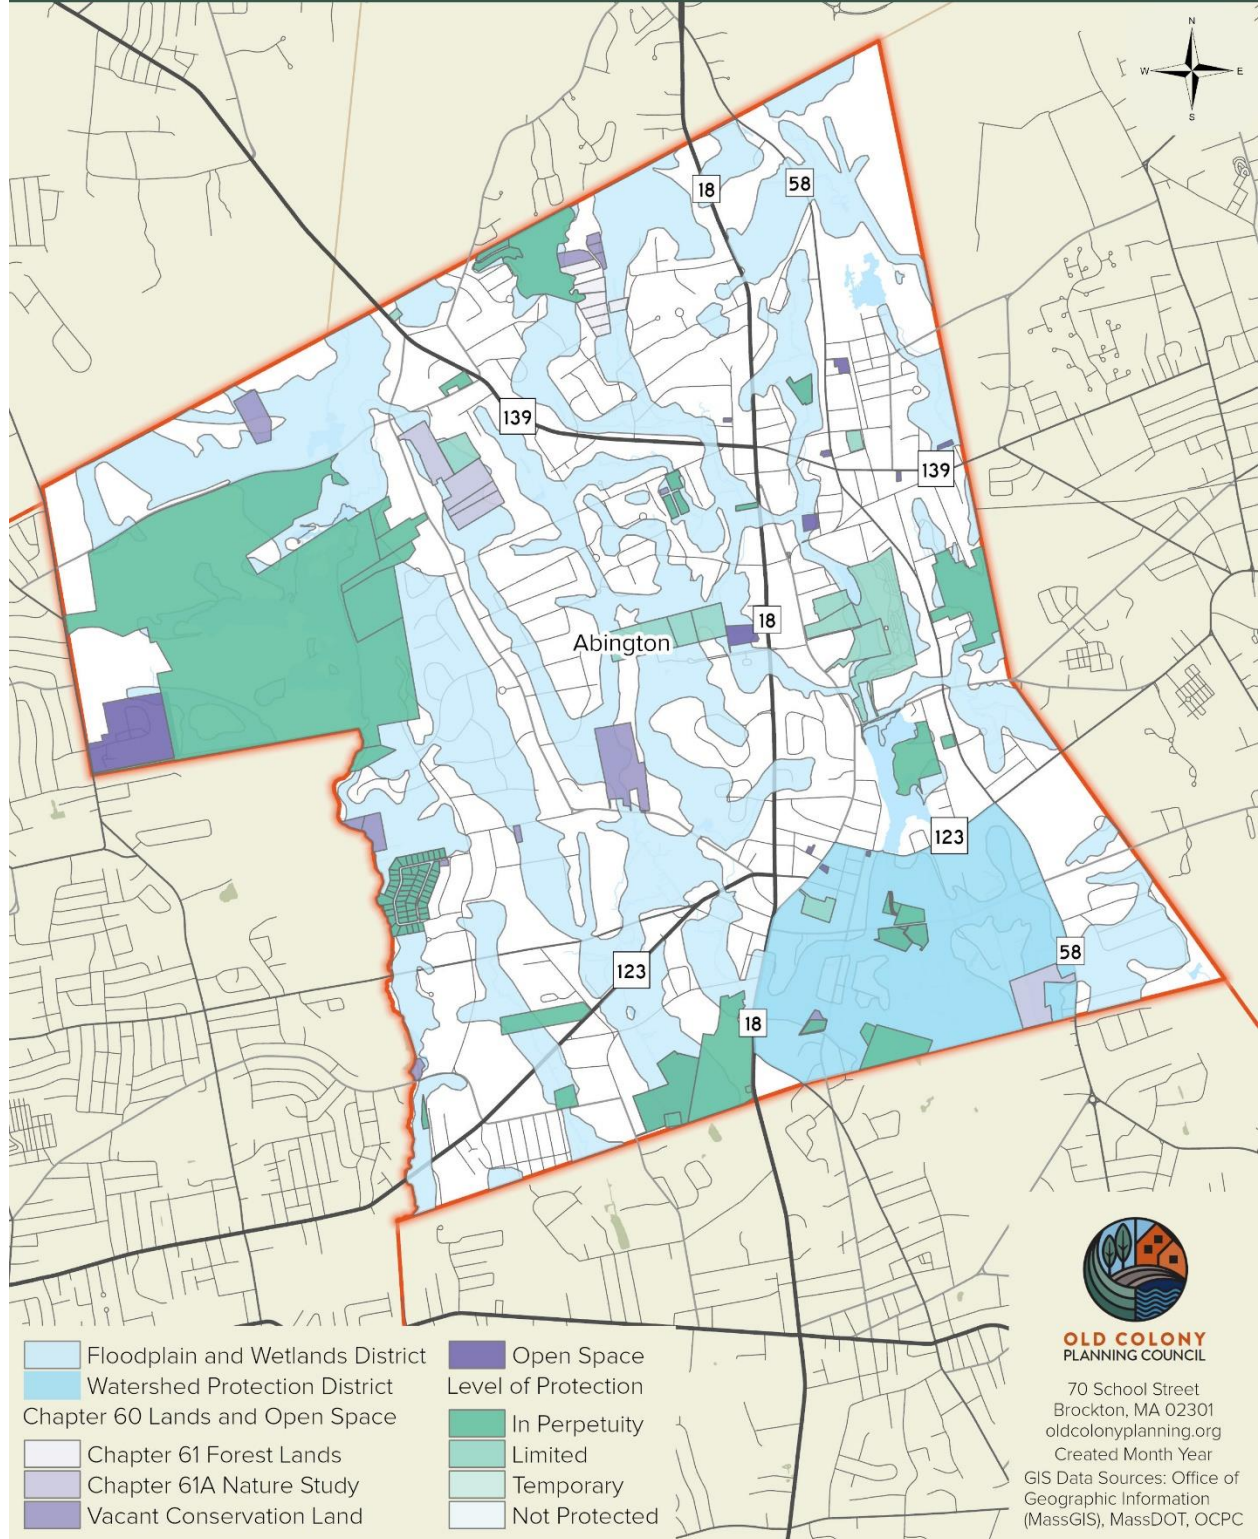 N
W E
S
18
58
139
139
18
Abington
123
58
123
18
Floodplain and Wetlands District
Watershed Protection District
Chapter 60 Lands and Open Space
Chapter 61 Forest Lands
Chapter 61A Nature Study
Vacant Conservation Land
Open Space
Level of Protection
In Perpetuity
Limited
Temporary
Not Protected
OLD COLONY
PLANNING COUNCIL
70 School Street
Brockton, MA 02301
oldcolonyplanning.org
Created Month Year
GIS Data Sources: Office of
Geographic Information
(MassGIS), MassDOT, OCPC